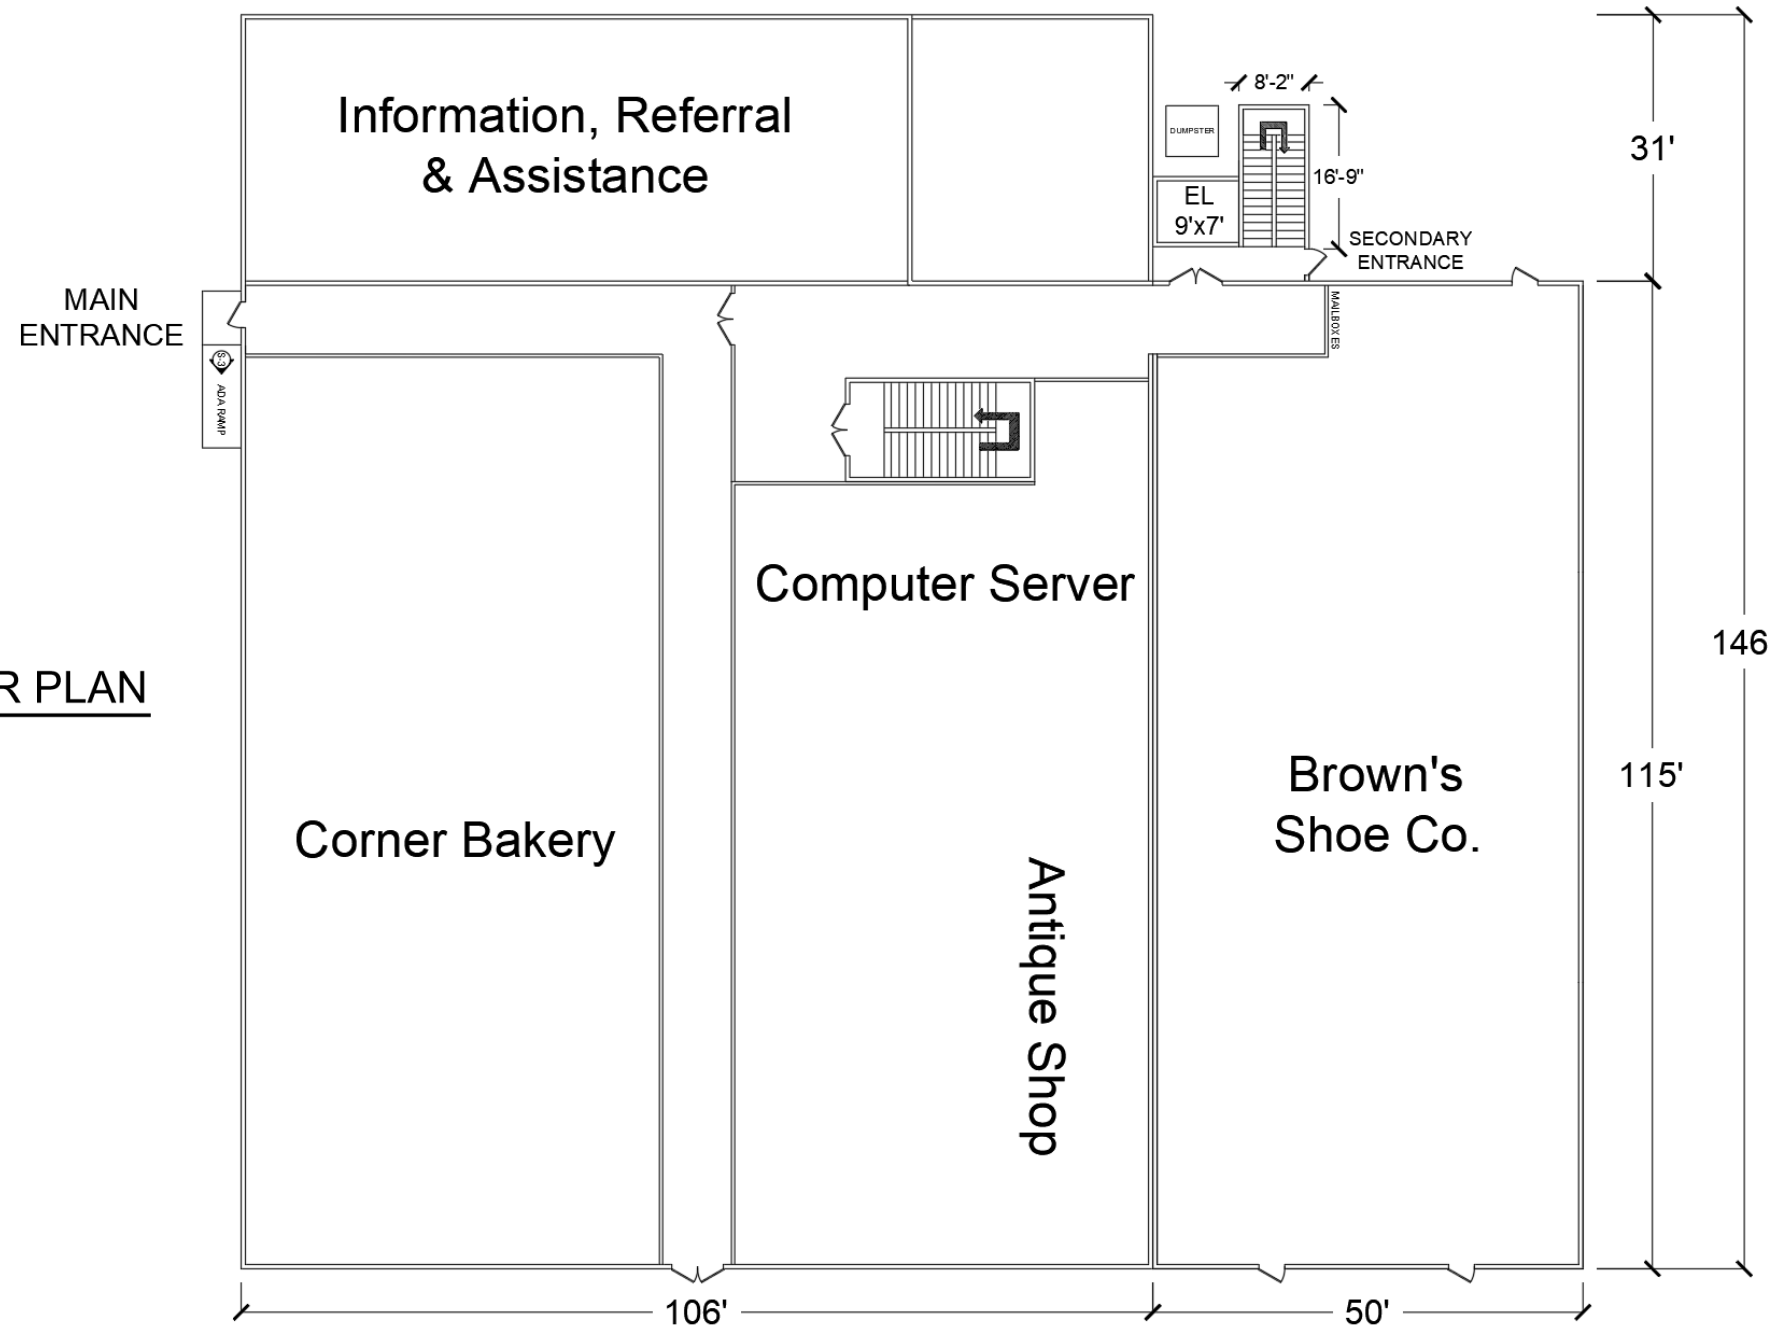 Information, Referral
& Assistance
8'-2"
DUMPSTER
31'
16'-9"
EL
9'x7'
SECONDARY
ENTRANCE
MAIN
ENTRANCE
MAILBOXES
S-3
ADA RAMP
Computer Server
146
R PLAN
Brown's
Shoe Co.
115'
Corner Bakery
Antique Shop
106'
50'